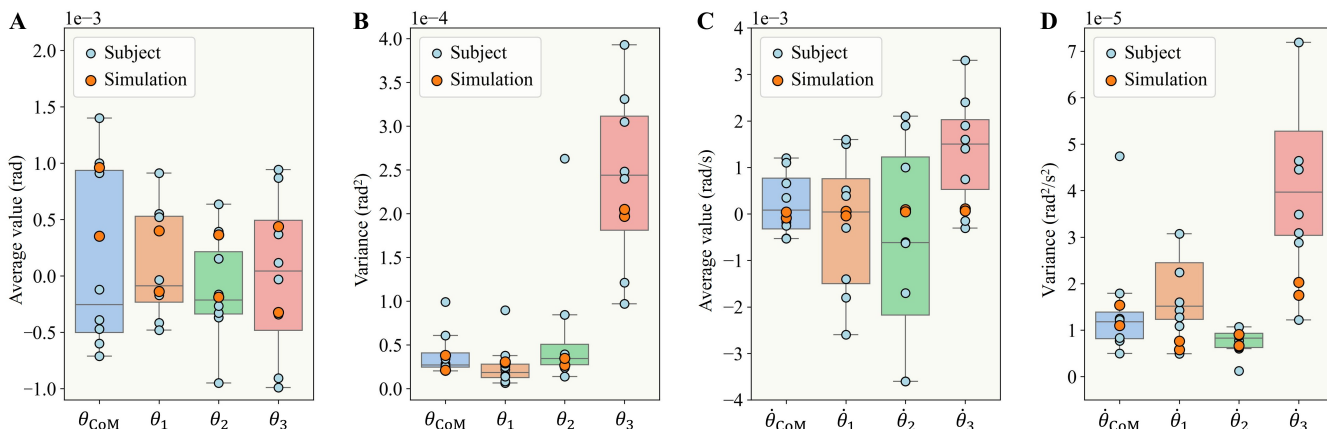 A
1e−3
Average value (rad)
2.0
1.5
1.0
0.5
0.0
−0.5
−1.0
Subject
Simulation
θCoM
θ1
θ2
θ3
B
1e−4
Variance (rad²)
4.0
3.5
3.0
2.5
2.0
1.5
1.0
0.5
0.0
Subject
Simulation
θCoM
θ1
θ2
θ3
C
1e−3
Average value (rad/s)
4
3
2
1
0
−1
−2
−3
−4
Subject
Simulation
θ̇CoM
θ̇1
θ̇2
θ̇3
D
1e−5
Variance (rad²/s²)
7
6
5
4
3
2
1
0
Subject
Simulation
θ̇CoM
θ̇1
θ̇2
θ̇3